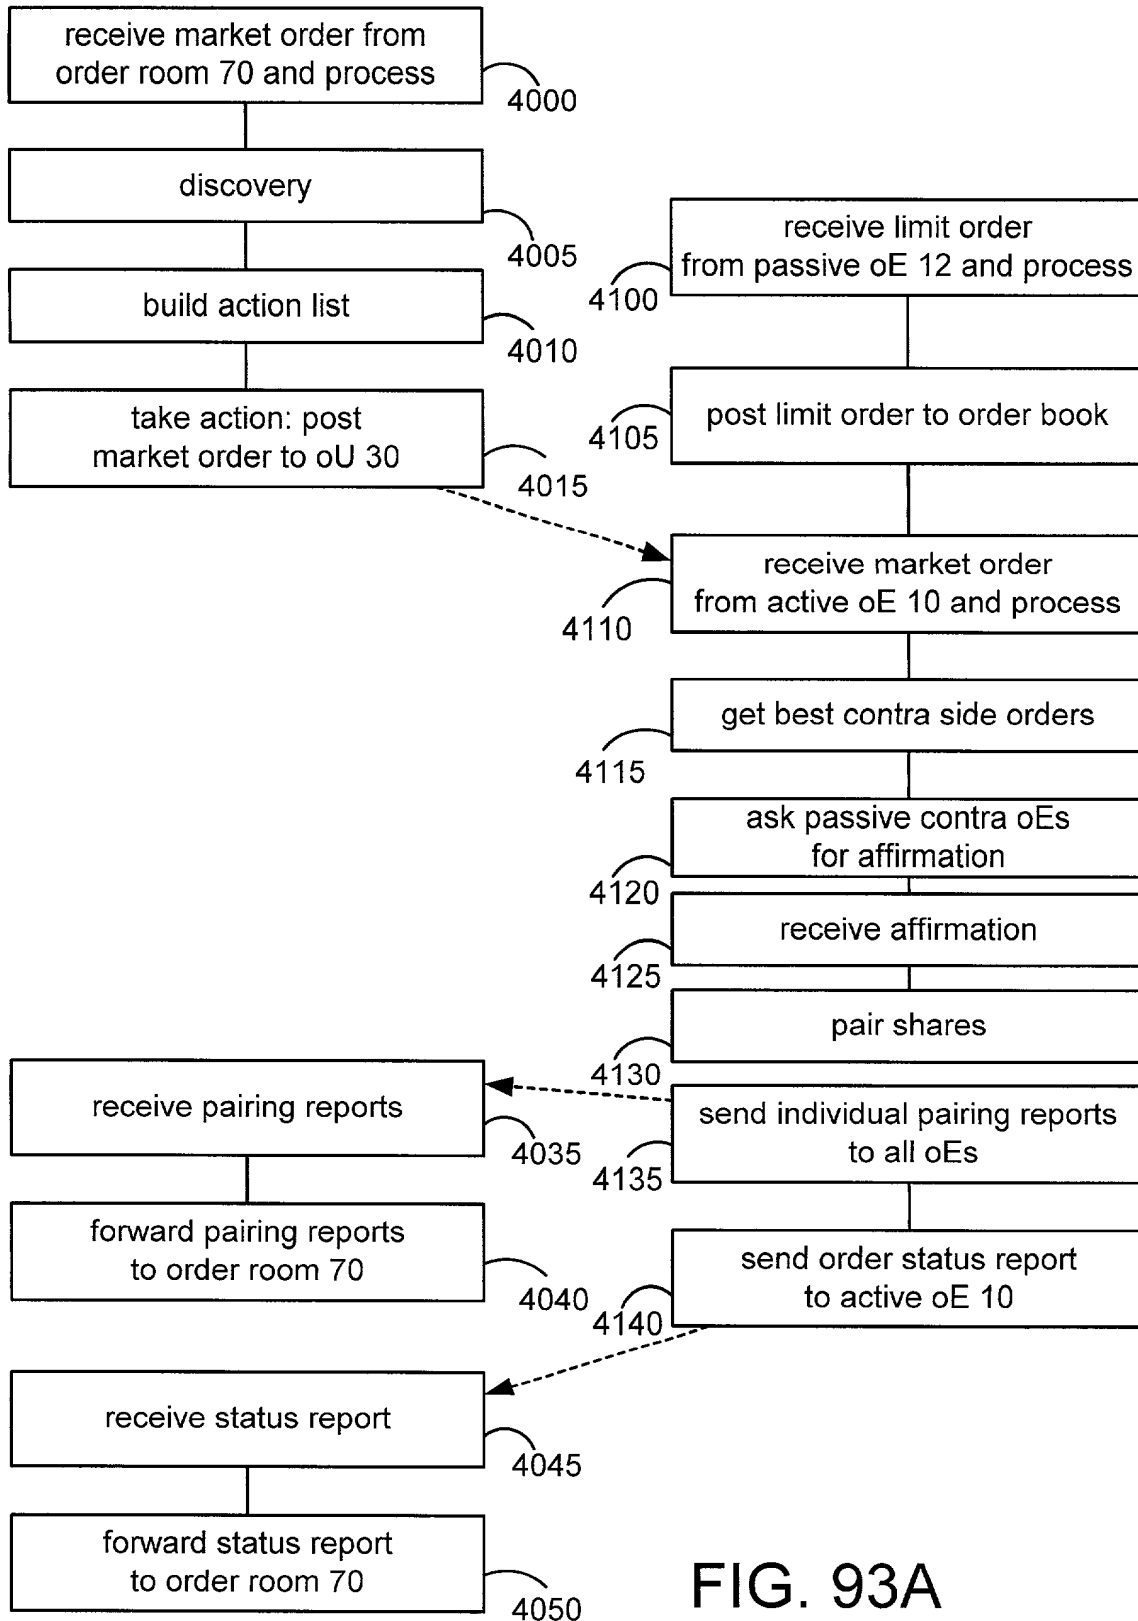 receive market order from
order room 70 and process
4000
discovery
4005
build action list
4010
take action: post
market order to oU 30
4015
receive limit order
from passive oE 12 and process
4100
post limit order to order book
4105
receive market order
from active oE 10 and process
4110
get best contra side orders
4115
ask passive contra oEs
for affirmation
4120
receive affirmation
4125
pair shares
4130
send individual pairing reports
to all oEs
4135
send order status report
to active oE 10
4140
receive pairing reports
4035
forward pairing reports
to order room 70
4040
receive status report
4045
forward status report
to order room 70
4050
FIG. 93A